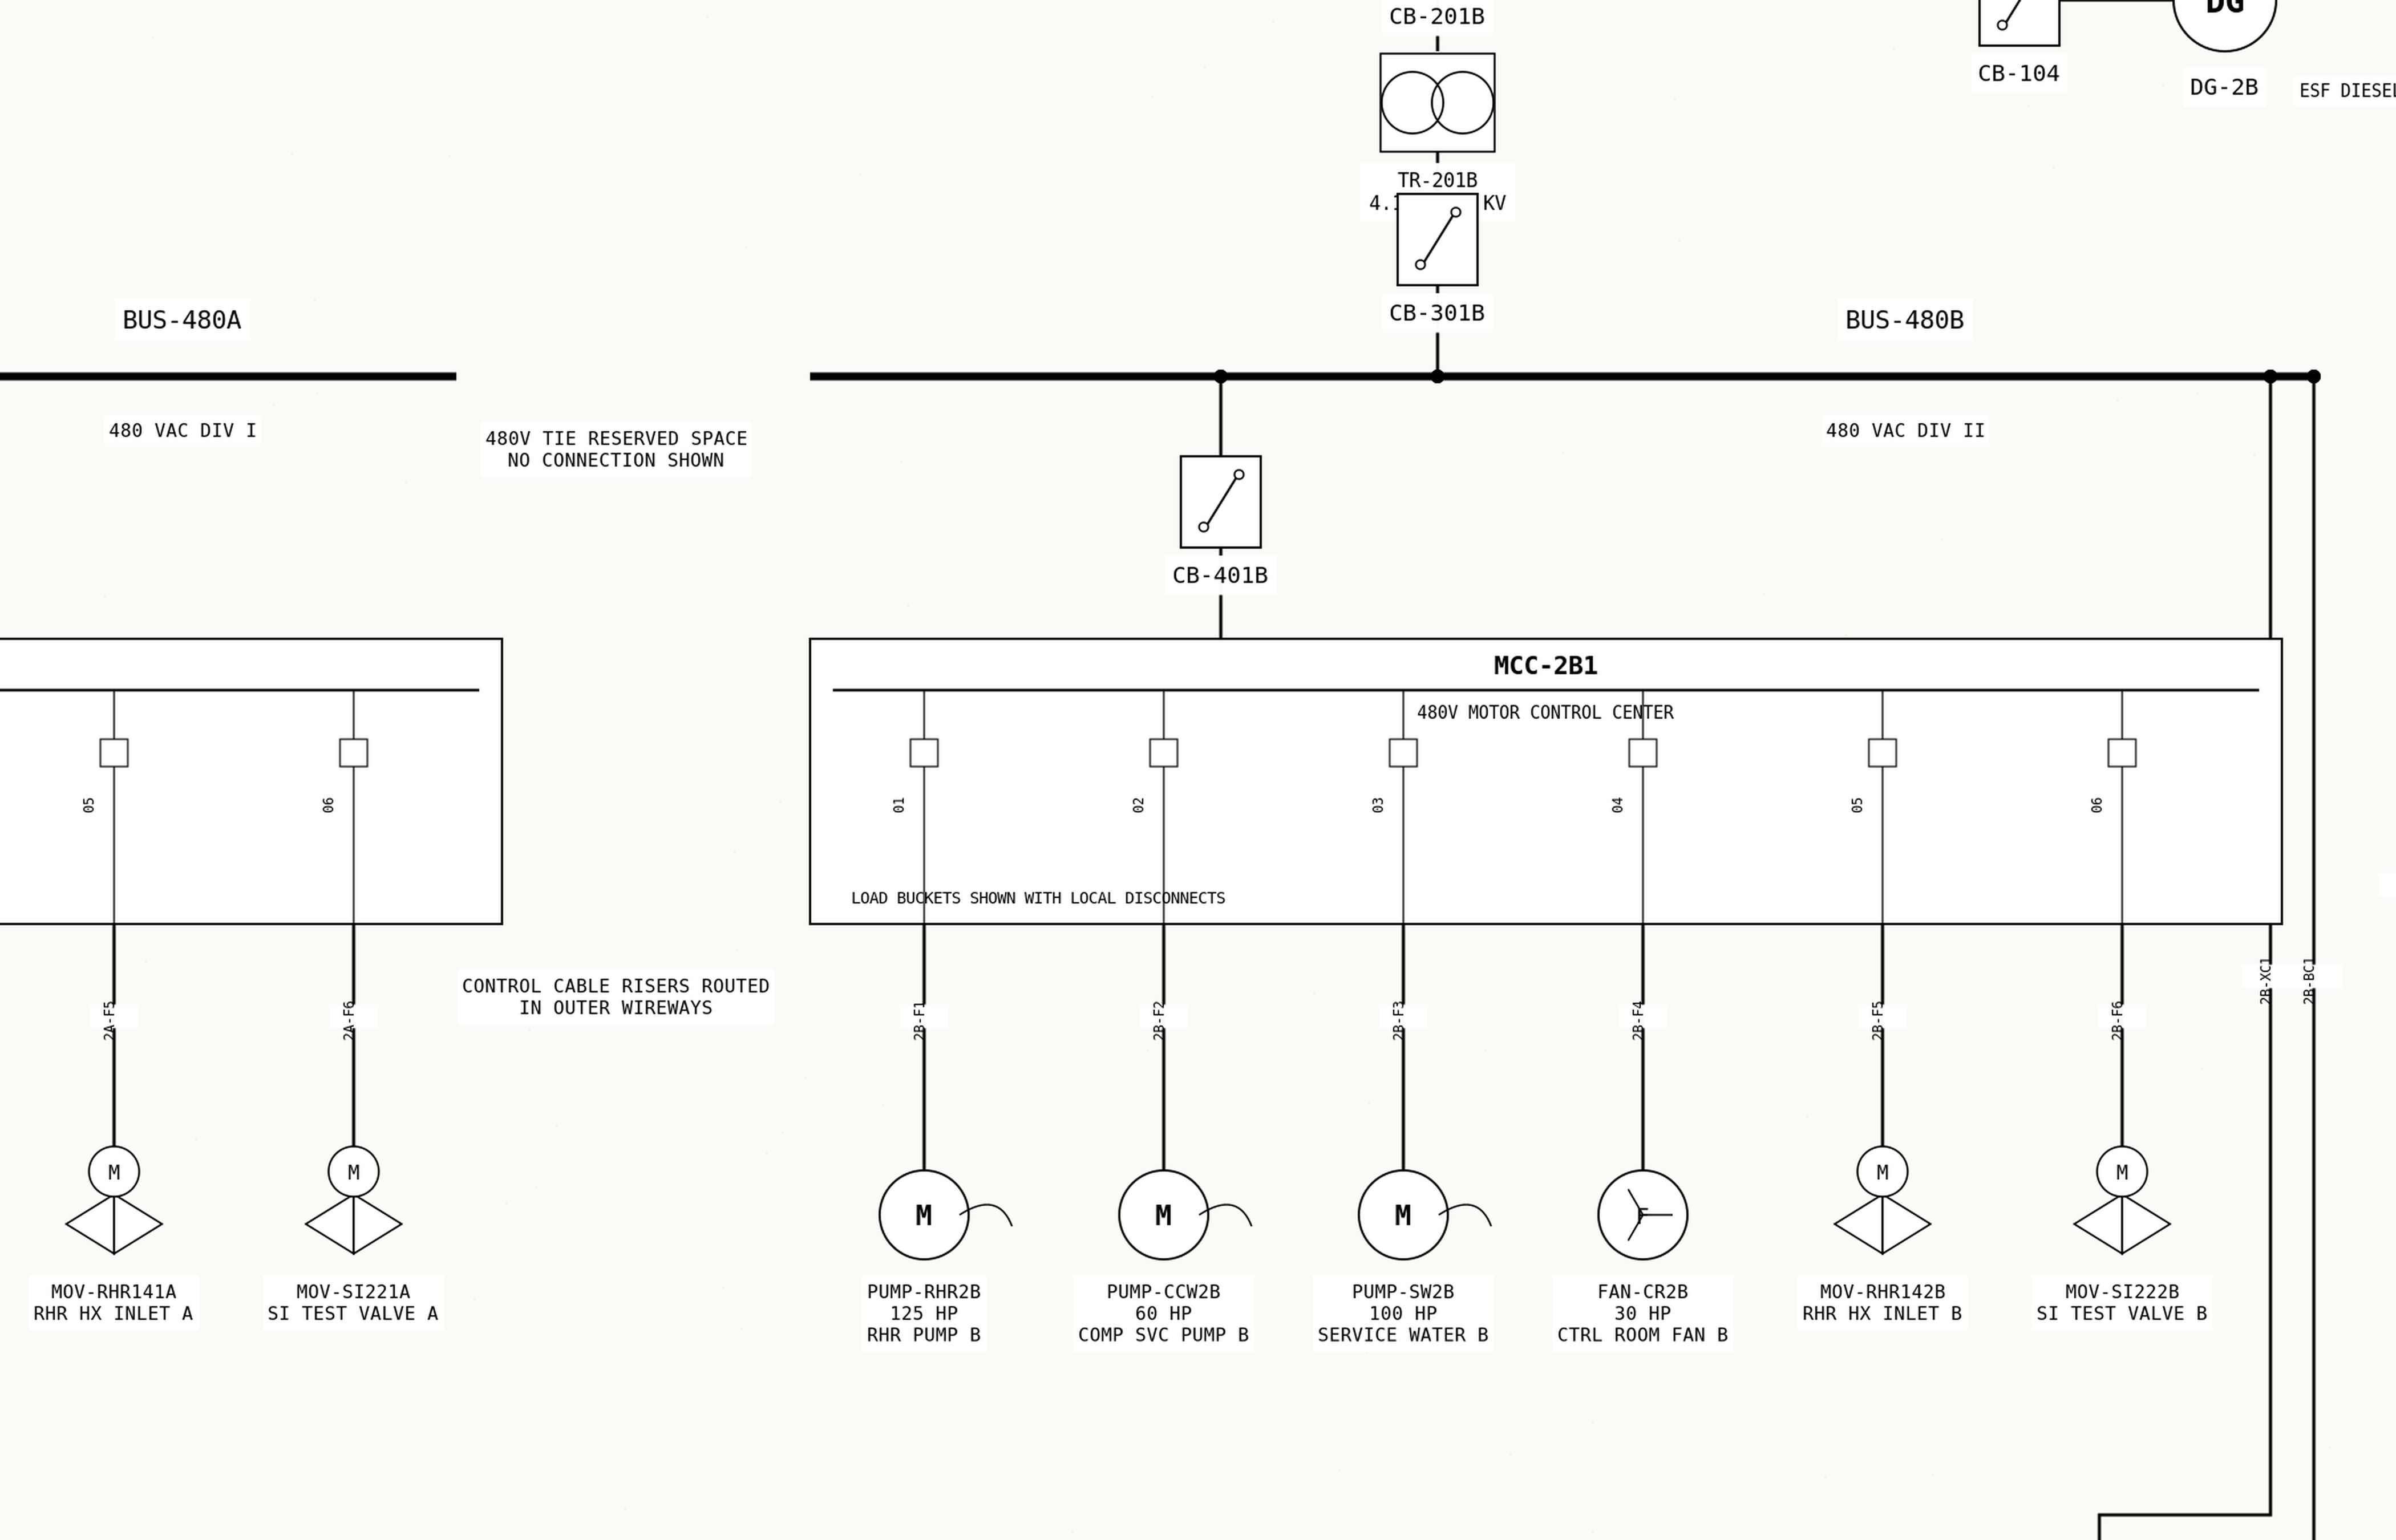 CB-201B
DG
CB-104
DG-2B
ESF DIESEL
TR-201B
KV
CB-301B
BUS-480A
BUS-480B
480 VAC DIV I
480V TIE RESERVED SPACE
NO CONNECTION SHOWN
480 VAC DIV II
CB-401B
MCC-2B1
480V MOTOR CONTROL CENTER
05
06
01
02
03
04
05
06
LOAD BUCKETS SHOWN WITH LOCAL DISCONNECTS
CONTROL CABLE RISERS ROUTED
IN OUTER WIREWAYS
2A-F5
2A-F6
2B-F1
2B-F2
2B-F3
2B-F4
2B-F5
2B-F6
2B-XC1
2B-BC1
M
M
M
M
M
F
M
M
MOV-RHR141A
RHR HX INLET A
MOV-SI221A
SI TEST VALVE A
PUMP-RHR2B
125 HP
RHR PUMP B
PUMP-CCW2B
60 HP
COMP SVC PUMP B
PUMP-SW2B
100 HP
SERVICE WATER B
FAN-CR2B
30 HP
CTRL ROOM FAN B
MOV-RHR142B
RHR HX INLET B
MOV-SI222B
SI TEST VALVE B